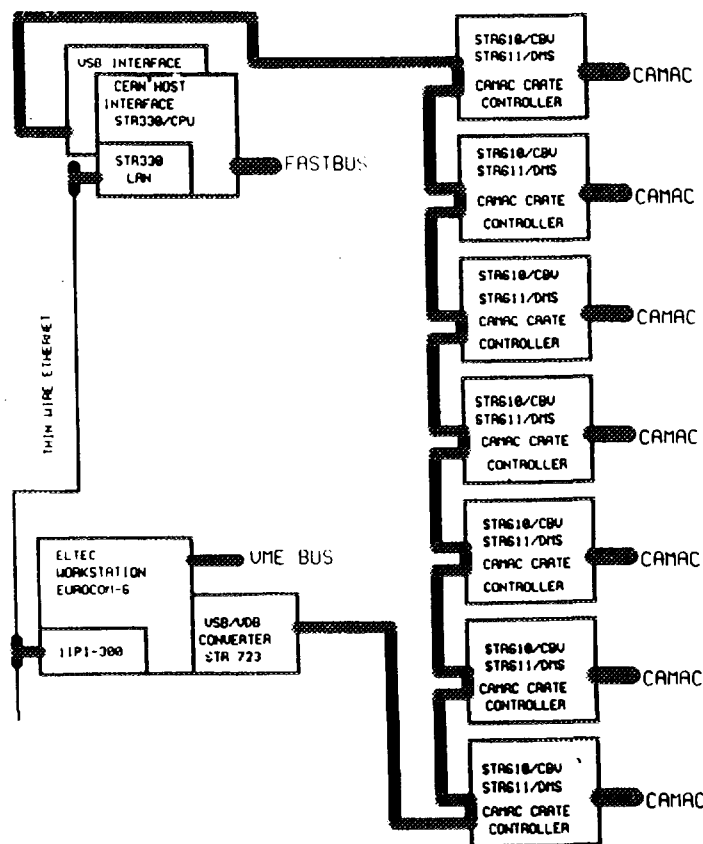 VSB INTERFACE
CERN HOST
INTERFACE
STR330/CPU
STR330
LAN
FASTBUS
THIN WIRE ETHERNET
ELTEC
WORKSTATION
EUROCOM-6
VME BUS
VSB/VDB
CONVERTER
STR 723
STR610/CBV
STR611/DMS
CAMAC CRATE
CONTROLLER
CAMAC
STR610/CBV
STR611/DMS
CAMAC CRATE
CONTROLLER
CAMAC
STR610/CBV
STR611/DMS
CAMAC CRATE
CONTROLLER
CAMAC
STR610/CBV
STR611/DMS
CAMAC CRATE
CONTROLLER
CAMAC
STR610/CBV
STR611/DMS
CAMAC CRATE
CONTROLLER
CAMAC
STR610/CBV
STR611/DMS
CAMAC CRATE
CONTROLLER
CAMAC
STR610/CBV
STR611/DMS
CAMAC CRATE
CONTROLLER
CAMAC